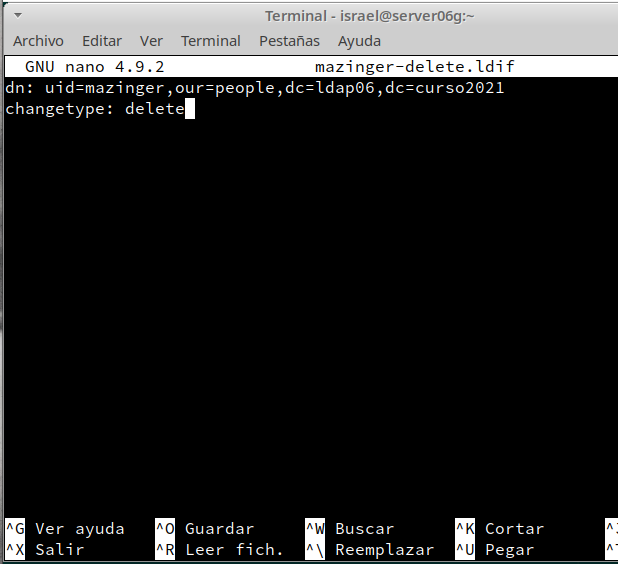 Terminal - israel@server06g:~
Archivo Editar Ver Terminal Pestañas Ayuda
GNU nano 4.9.2 mazinger-delete.ldif
dn: uid=mazinger,our=people,dc=ldap06,dc=curso2021
changetype: delete
^G Ver ayuda ^O Guardar ^W Buscar ^K Cortar
^X Salir ^R Leer fich. ^\ Reemplazar ^U Pegar